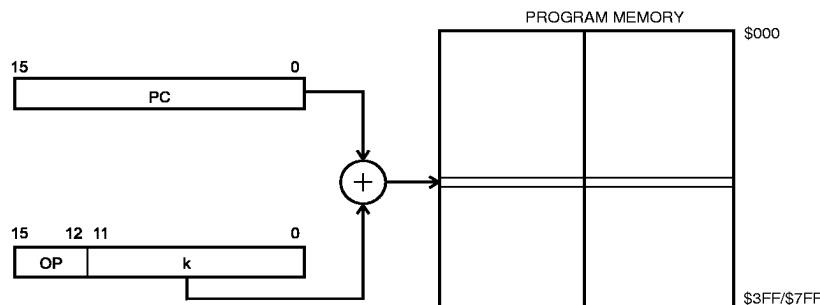 PROGRAM MEMORY
$000
15 0
PC
+
15 12 11 0
OP k
$3FF/$7FF